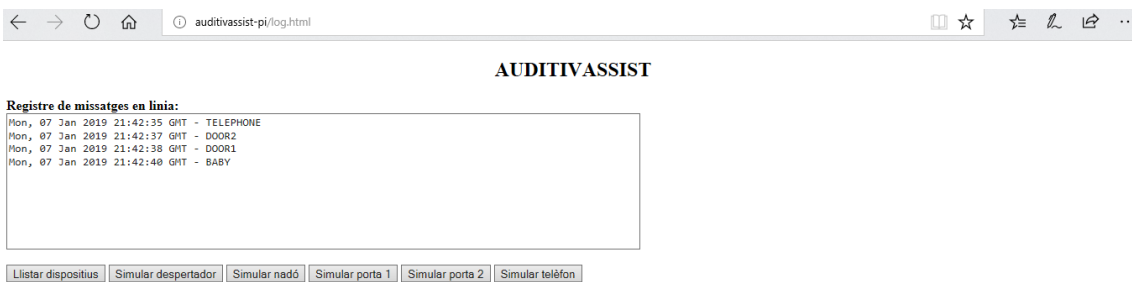 auditivassist-pi/log.html
AUDITIVASSIST
Registre de missatges en linia:
Mon, 07 Jan 2019 21:42:35 GMT - TELEPHONE
Mon, 07 Jan 2019 21:42:37 GMT - DOOR2
Mon, 07 Jan 2019 21:42:38 GMT - DOOR1
Mon, 07 Jan 2019 21:42:40 GMT - BABY
Llistar dispositius Simular despertador Simular nadó Simular porta 1 Simular porta 2 Simular telèfon